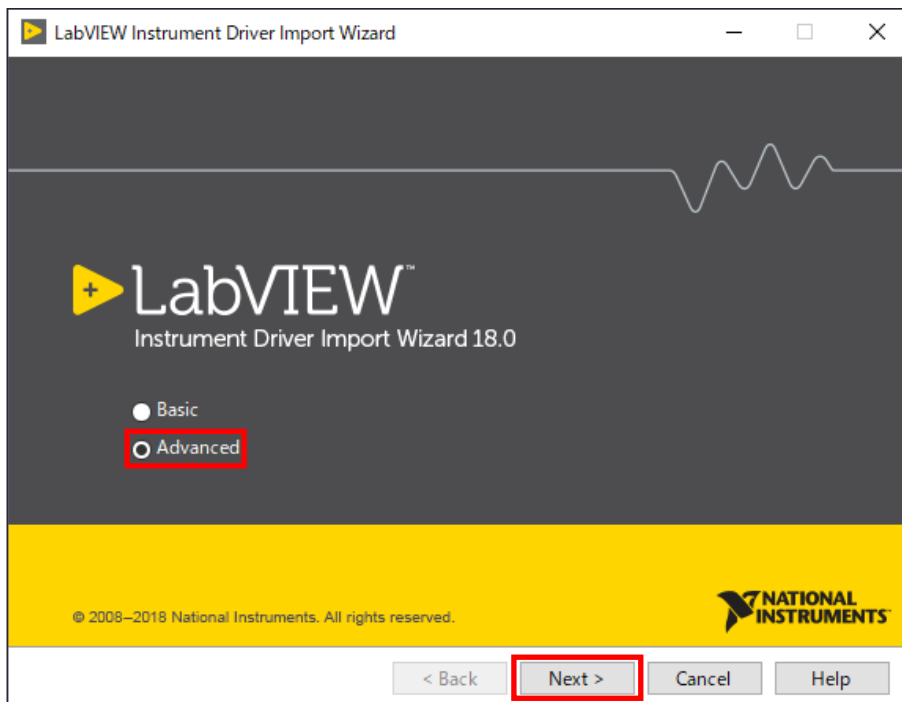 LabVIEW Instrument Driver Import Wizard
LabVIEW™
Instrument Driver Import Wizard 18.0
Basic
Advanced
© 2008–2018 National Instruments. All rights reserved.
NATIONAL
INSTRUMENTS
< Back Next > Cancel Help